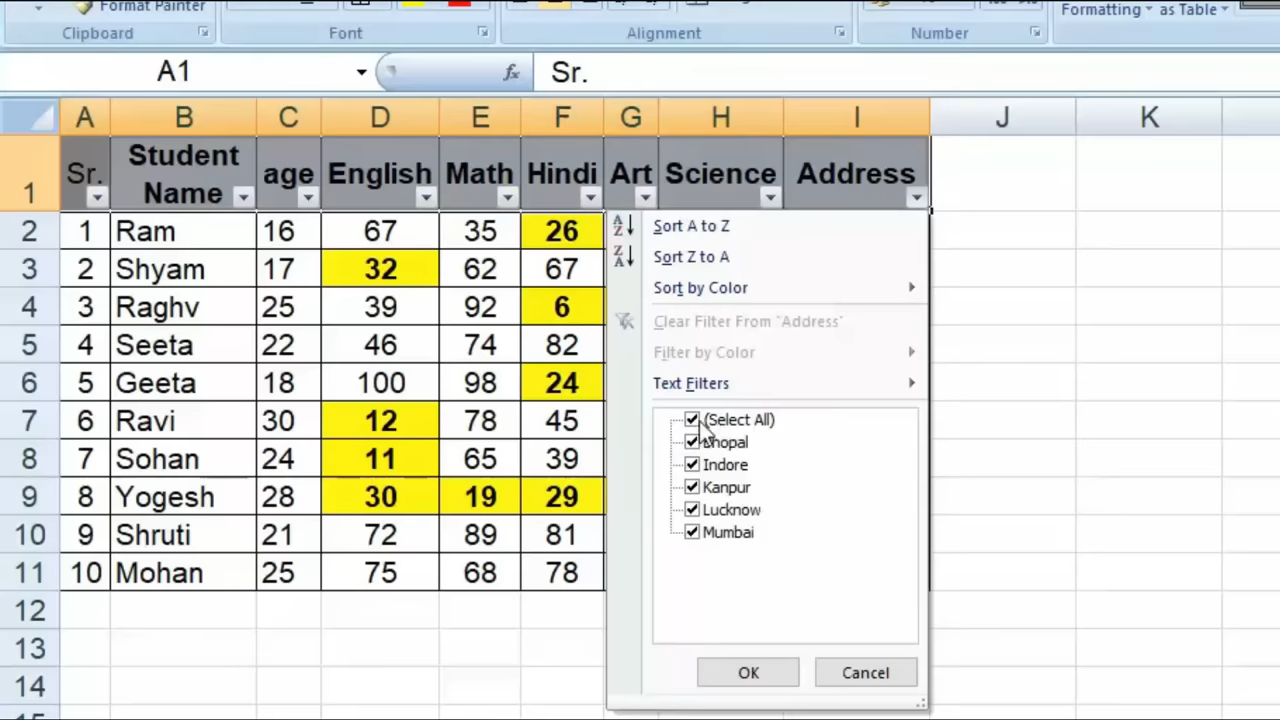 Format Painter
Formatting as Table
Clipboard Font Alignment Number
A1 fx Sr.
A B C D E F G H I J K
1 Sr. Student Name age English Math Hindi Art Science Address
2 1 Ram 16 67 35 26
3 2 Shyam 17 32 62 67
4 3 Raghv 25 39 92 6
5 4 Seeta 22 46 74 82
6 5 Geeta 18 100 98 24
7 6 Ravi 30 12 78 45
8 7 Sohan 24 11 65 39
9 8 Yogesh 28 30 19 29
10 9 Shruti 21 72 89 81
11 10 Mohan 25 75 68 78
12
13
14
Sort A to Z
Sort Z to A
Sort by Color
Clear Filter From "Address"
Filter by Color
Text Filters
(Select All)
Bhopal
Indore
Kanpur
Lucknow
Mumbai
OK Cancel